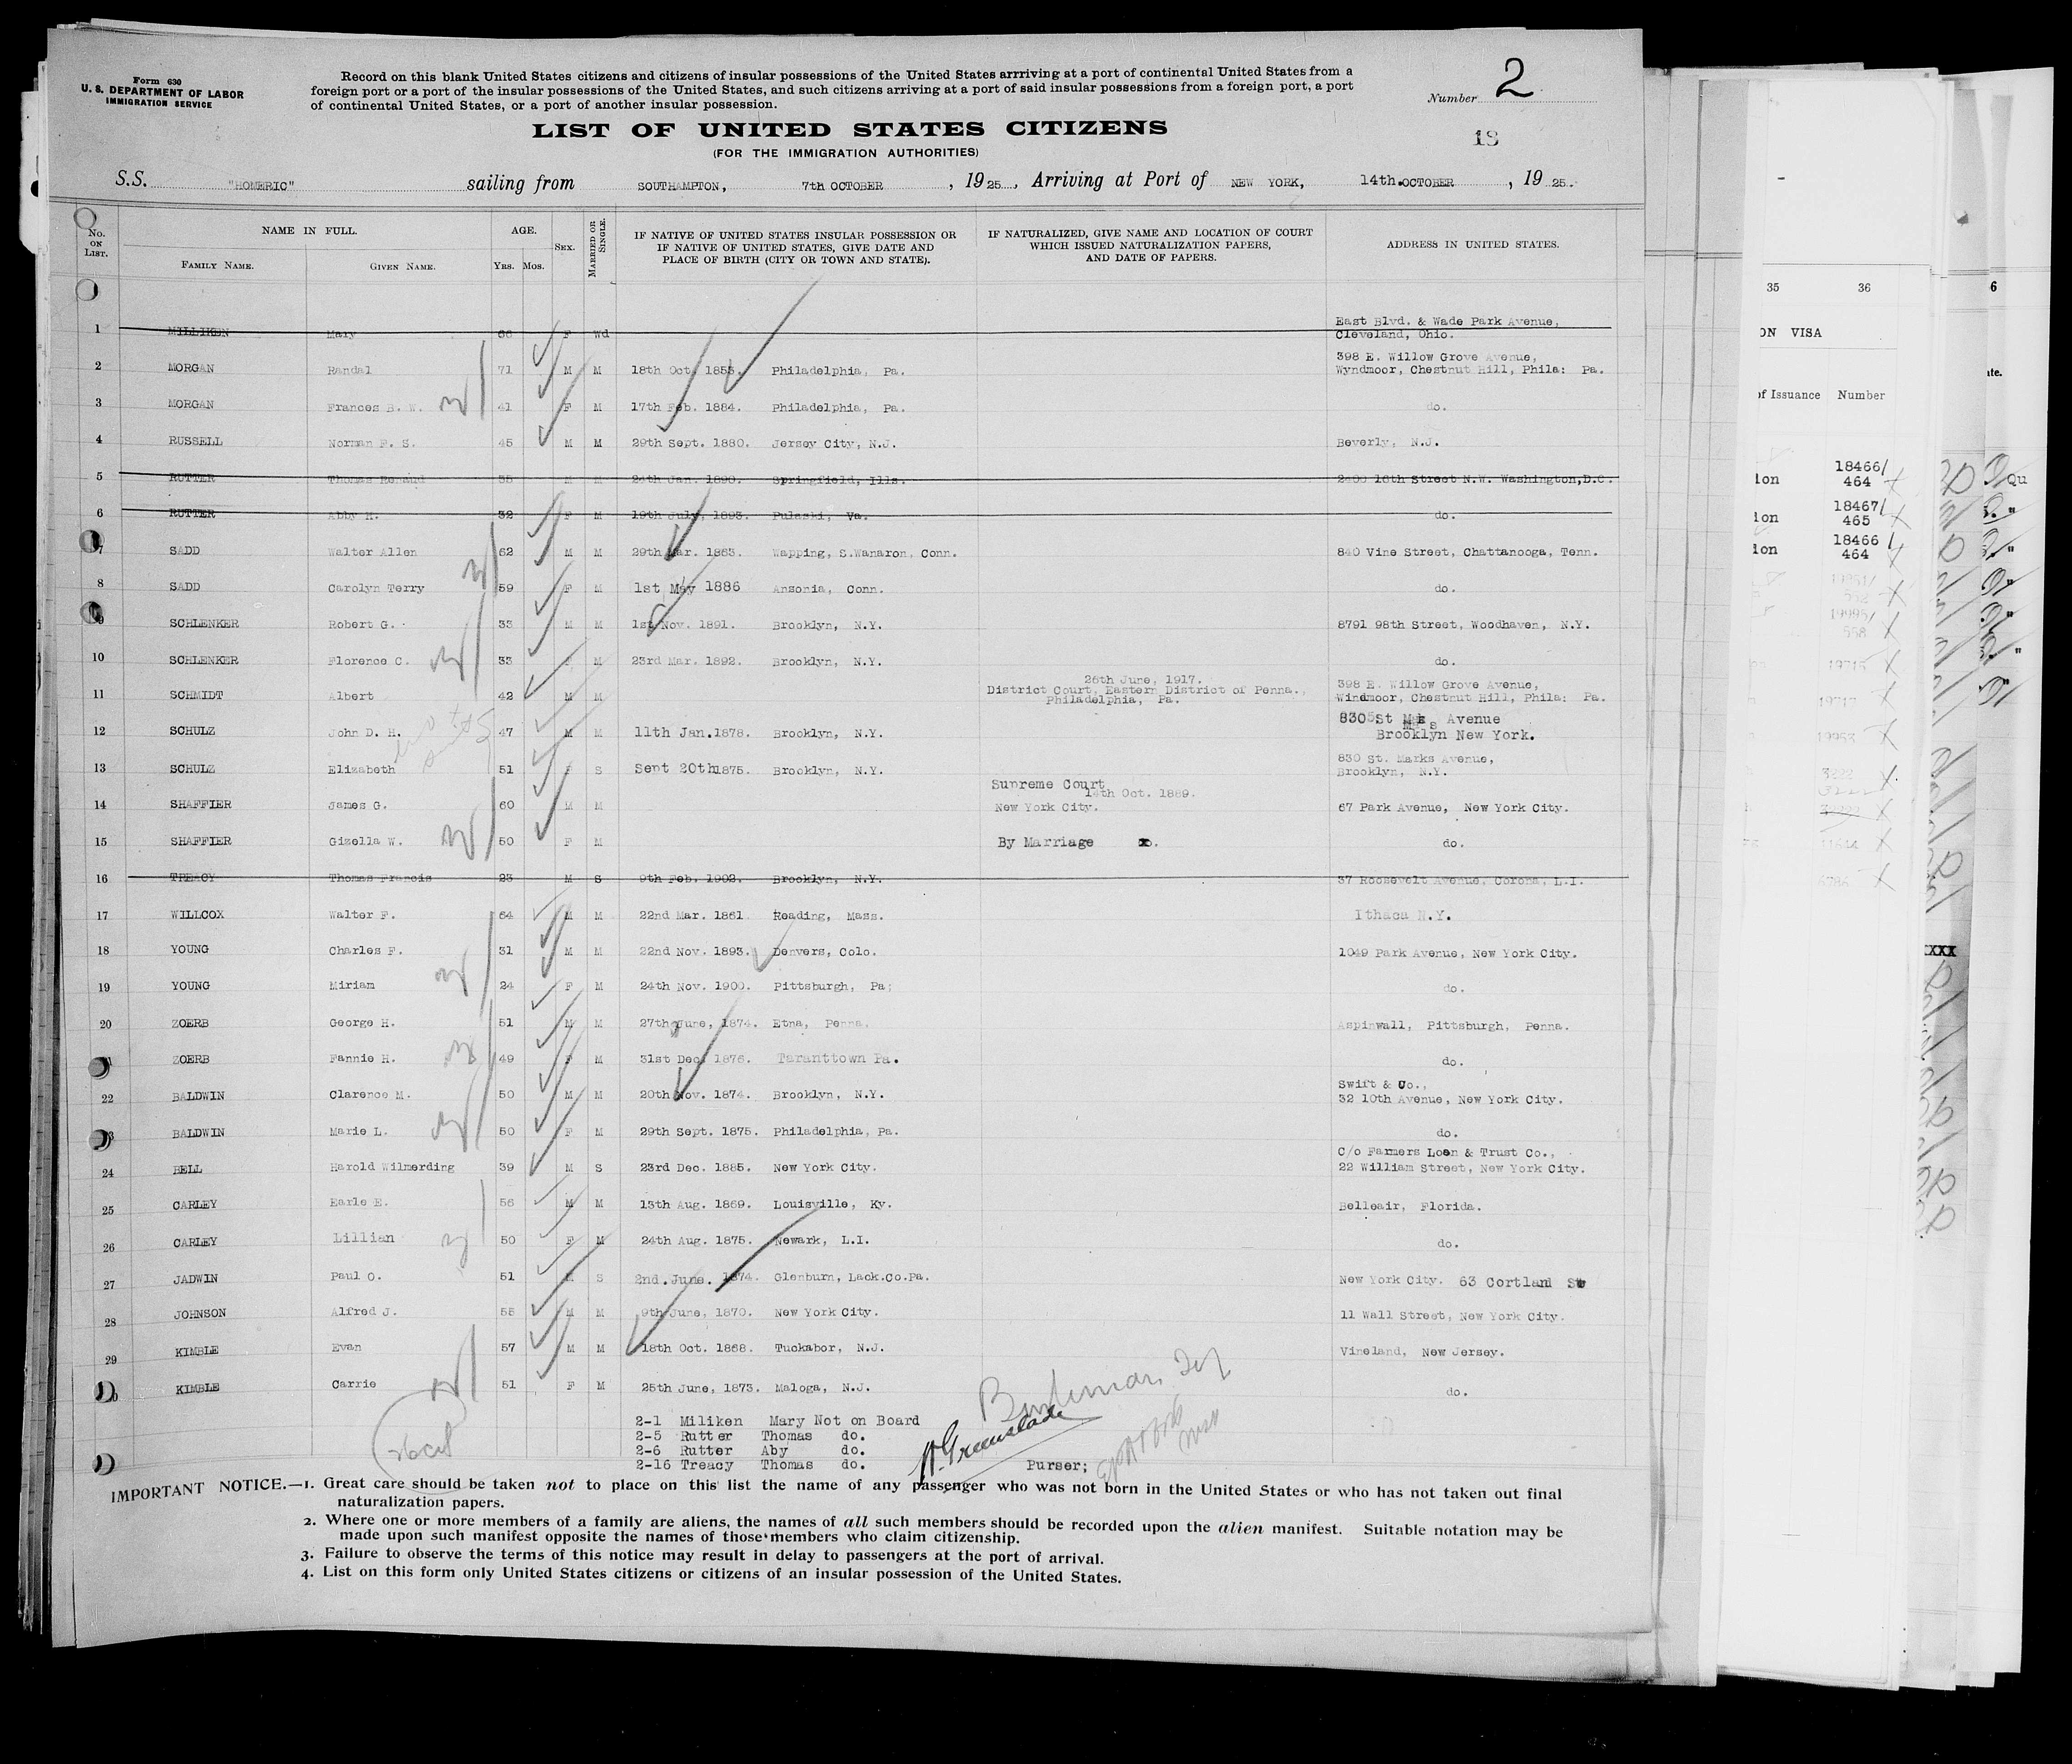 Form 630
U. S. DEPARTMENT OF LABOR
IMMIGRATION SERVICE
Record on this blank United States citizens and citizens of insular possessions of the United States arrriving at a port of continental United States from a
foreign port or a port of the insular possessions of the United States, and such citizens arriving at a port of said insular possessions from a foreign port, a port
of continental United States, or a port of another insular possession.
Number 2
LIST OF UNITED STATES CITIZENS
(FOR THE IMMIGRATION AUTHORITIES)
S.S. "HOMERIC" sailing from SOUTHAMPTON, 7th OCTOBER , 19 25 , Arriving at Port of NEW YORK, 14th. OCTOBER , 19 25.
No. ON LIST. NAME IN FULL. FAMILY NAME. GIVEN NAME. AGE. YRS. MOS. SEX. MARRIED OR SINGLE. IF NATIVE OF UNITED STATES INSULAR POSSESSION OR IF NATIVE OF UNITED STATES, GIVE DATE AND PLACE OF BIRTH (CITY OR TOWN AND STATE). IF NATURALIZED, GIVE NAME AND LOCATION OF COURT WHICH ISSUED NATURALIZATION PAPERS, AND DATE OF PAPERS. ADDRESS IN UNITED STATES.
1 MILLIKEN Mary 66 F Wd East Blvd. & Wade Park Avenue, Cleveland, Ohio.
2 MORGAN Randal 71 M M 18th Oct. 1853. Philadelphia, Pa. 398 E. Willow Grove Avenue, Wyndmoor, Chestnut Hill, Phila: Pa.
3 MORGAN Frances B. W. 41 F M 17th Feb. 1884. Philadelphia, Pa. do.
4 RUSSELL Norman F. S. 45 M M 29th Sept. 1880. Jersey City, N.J. Beverly, N.J.
5 RUTTER Thomas 35 M M 24th Jan. 1890. Springfield, Ills. 2400 16th Street N.W. Washington, D.C.
6 RUTTER Abby H. 32 F M 19th July, 1893. Pulaski, Va. do.
7 SADD Walter Allen 62 M M 29th Mar. 1863. Wapping, S.Wanaron, Conn. 840 Vine Street, Chattanooga, Tenn.
8 SADD Carolyn Terry 59 F M 1st May 1886 Ansonia, Conn. do.
9 SCHLENKER Robert G. 33 M M 1st Nov. 1891. Brooklyn, N.Y. 8791 98th Street, Woodhaven, N.Y.
10 SCHLENKER Florence C. 33 F M 23rd Mar. 1892. Brooklyn, N.Y. do.
11 SCHMIDT Albert 42 M M 26th June, 1917. District Court, Eastern District of Penna., Philadelphia, Pa. 398 E. Willow Grove Avenue, Windmoor, Chestnut Hill, Phila: Pa.
12 SCHULZ John D. H. 47 M M 11th Jan. 1878. Brooklyn, N.Y. 830 St Avenue Brooklyn New York.
13 SCHULZ Elizabeth 51 F S Sept 20th 1875. Brooklyn, N.Y. 830 St. Marks Avenue, Brooklyn, N.Y.
14 SHAFFIER James G. 60 M M Supreme Court 14th Oct. 1889. New York City. 67 Park Avenue, New York City.
15 SHAFFIER Gizella W. 50 F M By Marriage do.
16 TREACY Thomas Francis 23 M S 9th Feb. 1902. Brooklyn, N.Y. 37 Roosevelt Avenue, Corona, L.I.
17 WILLCOX Walter F. 64 M M 22nd Mar. 1861 Reading, Mass. Ithaca N.Y.
18 YOUNG Charles F. 31 M M 22nd Nov. 1893. Denvers, Colo. 1049 Park Avenue, New York City.
19 YOUNG Miriam 24 F M 24th Nov. 1900. Pittsburgh, Pa; do.
20 ZOERB George H. 51 M M 27th June, 1874. Etna, Penna. Aspinwall, Pittsburgh, Penna.
ZOERB Fannie H. 49 F M 31st Dec. 1876. Taranttown Pa. do.
22 BALDWIN Clarence M. 50 M M 20th Nov. 1874. Brooklyn, N.Y. Swift & Co., 32 10th Avenue, New York City.
BALDWIN Marie L. 50 F M 29th Sept. 1875. Philadelphia, Pa. do.
24 BELL Harold Wilmerding 39 M S 23rd Dec. 1885. New York City. C/o Farmers Loan & Trust Co., 22 William Street, New York City.
25 CARLEY Earle E. 56 M M 13th Aug. 1869. Louisville, Ky. Belleair, Florida.
26 CARLEY Lillian 50 F M 24th Aug. 1875. Newark, L.I. do.
27 JADWIN Paul O. 51 M S 2nd. June. 1874. Glenburn, Lack.Co.Pa. New York City. 63 Cortland St
28 JOHNSON Alfred J. 55 M M 9th June, 1870. New York City. 11 Wall Street, New York City.
29 KIMBLE Evan 57 M M 18th Oct. 1868. Tuckabor, N.J. Vineland, New Jersey.
KIMBLE Carrie 51 F M 25th June, 1873. Maloga, N.J. do.
2-1 Miliken Mary Not on Board
2-5 Rutter Thomas do.
2-6 Rutter Aby do.
2-16 Treacy Thomas do.
H. Greenslade
Purser;
IMPORTANT NOTICE.—1. Great care should be taken not to place on this list the name of any passenger who was not born in the United States or who has not taken out final
naturalization papers.
2. Where one or more members of a family are aliens, the names of all such members should be recorded upon the alien manifest. Suitable notation may be
made upon such manifest opposite the names of those members who claim citizenship.
3. Failure to observe the terms of this notice may result in delay to passengers at the port of arrival.
4. List on this form only United States citizens or citizens of an insular possession of the United States.
35 36
ON VISA
of Issuance Number
ion 18466/ 464
ion 18467/ 465
ion 18466/ 464
6
Qu
XXXX